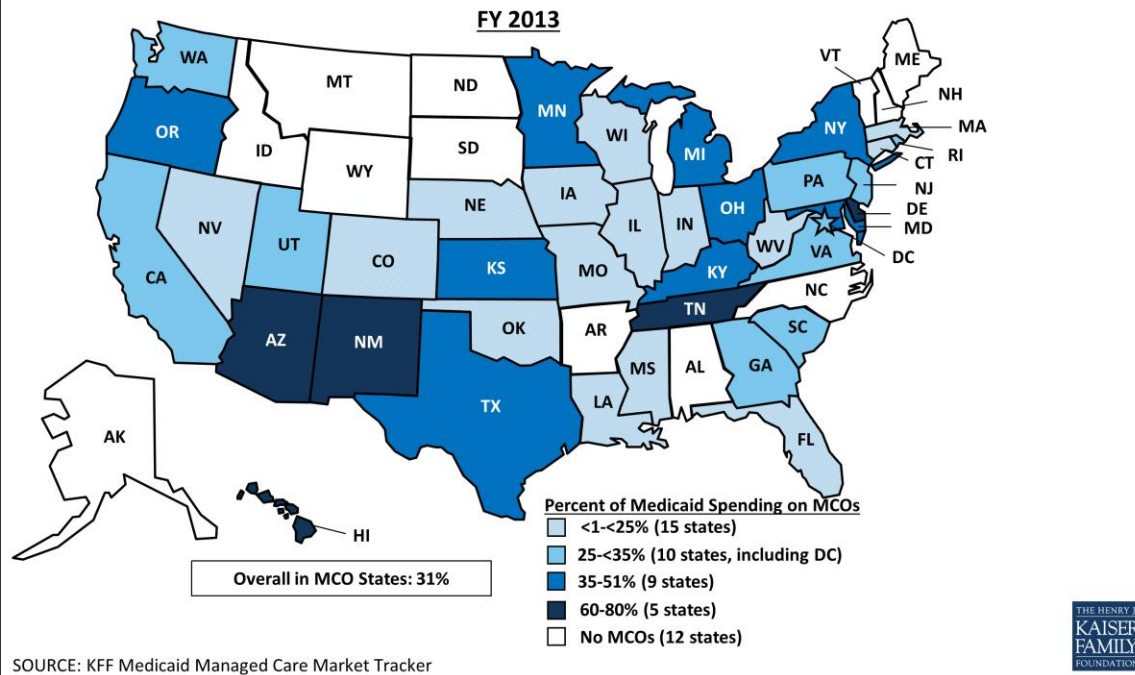 FY 2013
WA
MT
ND
MN
VT
ME
NH
MA
RI
CT
NJ
DE
MD
DC
OR
ID
WY
SD
WI
MI
NY
PA
NV
UT
CO
NE
IA
IL
IN
OH
WV
VA
CA
KS
MO
KY
NC
AZ
NM
OK
AR
TN
SC
TX
LA
MS
AL
GA
FL
AK
HI
Percent of Medicaid Spending on MCOs
<1-<25% (15 states)
25-<35% (10 states, including DC)
35-51% (9 states)
60-80% (5 states)
No MCOs (12 states)
Overall in MCO States: 31%
SOURCE: KFF Medicaid Managed Care Market Tracker
THE HENRY J
KAISER
FAMILY
FOUNDATION